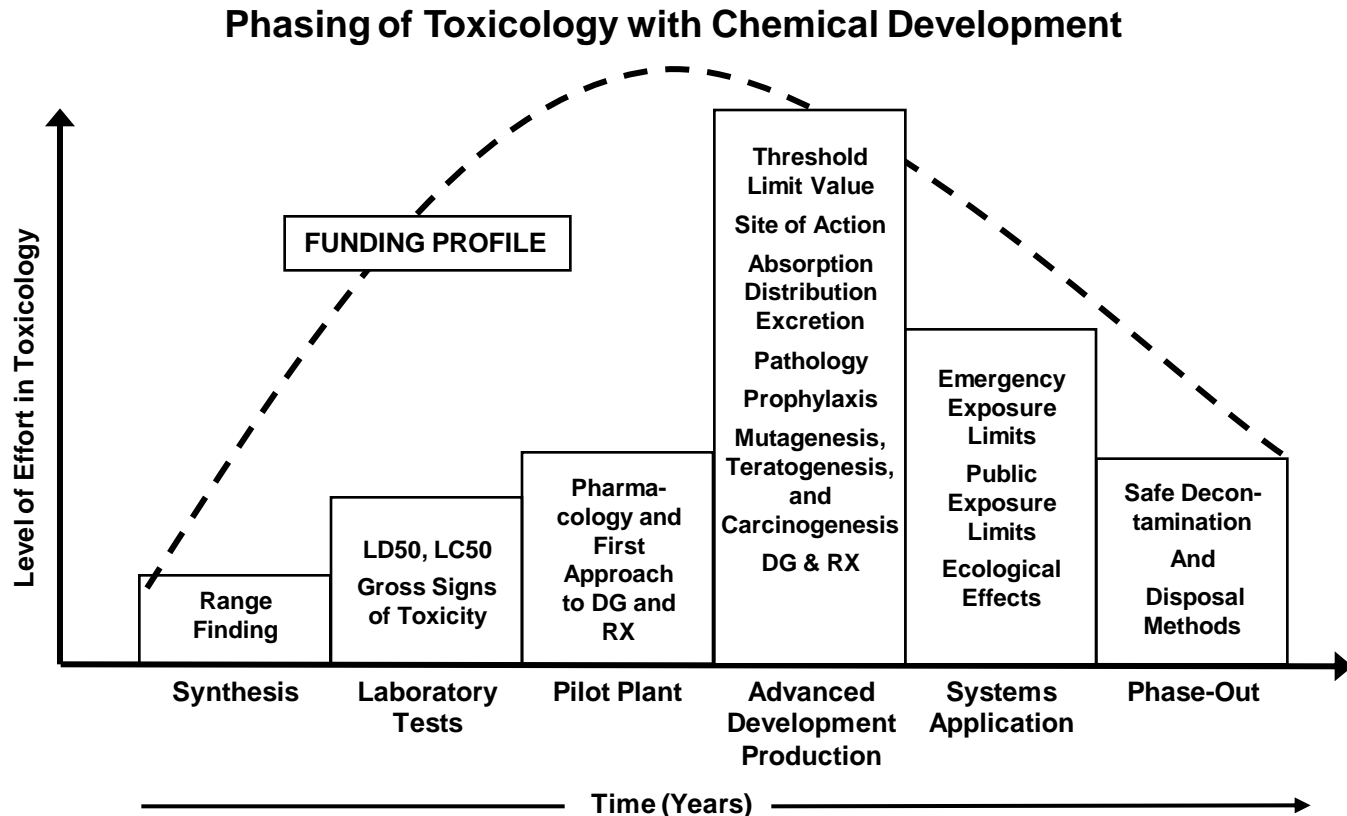 Phasing of Toxicology with Chemical Development
Level of Effort in Toxicology
FUNDING PROFILE
Range
Finding
LD50, LC50
Gross Signs
of Toxicity
Pharma-
cology and
First
Approach
to DG and
RX
Threshold
Limit Value
Site of Action
Absorption
Distribution
Excretion
Pathology
Prophylaxis
Mutagenesis,
Teratogenesis,
and
Carcinogenesis
DG & RX
Emergency
Exposure
Limits
Public
Exposure
Limits
Ecological
Effects
Safe Decon-
tamination
And
Disposal
Methods
Synthesis
Laboratory
Tests
Pilot Plant
Advanced
Development
Production
Systems
Application
Phase-Out
Time (Years)